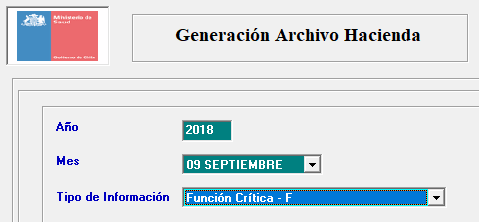 Ministerio de
Salud
Gobierno de Chile
Generación Archivo Hacienda
Año
2018
Mes
09 SEPTIEMBRE
Tipo de Información
Función Crítica - F